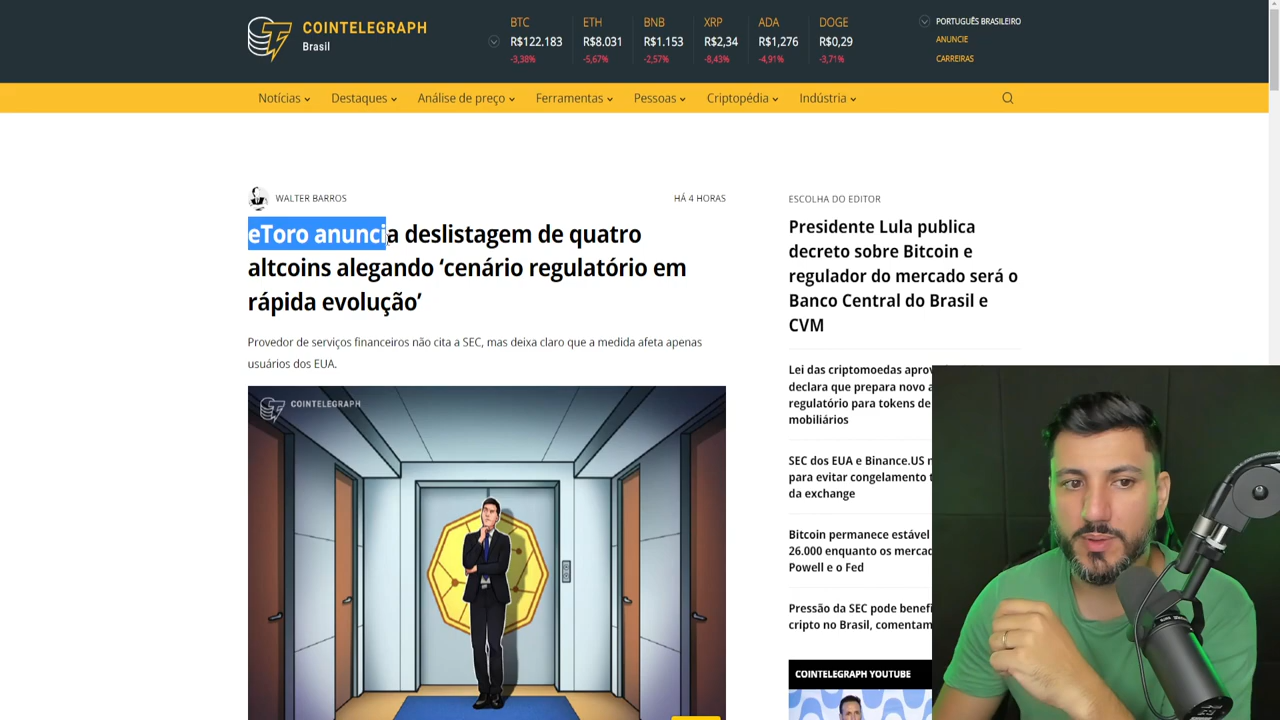 COINTELEGRAPH
Brasil
BTC
R$122.183
-3,38%
ETH
R$8.031
-5,67%
BNB
R$1.153
-2,57%
XRP
R$2,34
-8,43%
ADA
R$1,276
-4,91%
DOGE
R$0,29
-3,71%
PORTUGUÊS BRASILEIRO
ANUNCIE
CARREIRAS
Notícias
Destaques
Análise de preço
Ferramentas
Pessoas
Criptopédia
Indústria
WALTER BARROS
HÁ 4 HORAS
eToro anuncia deslistagem de quatro
altcoins alegando ‘cenário regulatório em
rápida evolução’
Provedor de serviços financeiros não cita a SEC, mas deixa claro que a medida afeta apenas
usuários dos EUA.
COINTELEGRAPH
ESCOLHA DO EDITOR
Presidente Lula publica
decreto sobre Bitcoin e
regulador do mercado será o
Banco Central do Brasil e
CVM
Lei das criptomoedas
declara que prepara novo
regulatório para tokens de
mobiliários
SEC dos EUA e Binance.US
para evitar congelamento
da exchange
Bitcoin permanece estável
26.000 enquanto os
Powell e o Fed
Pressão da SEC pode
cripto no Brasil,
COINTELEGRAPH YOUTUBE